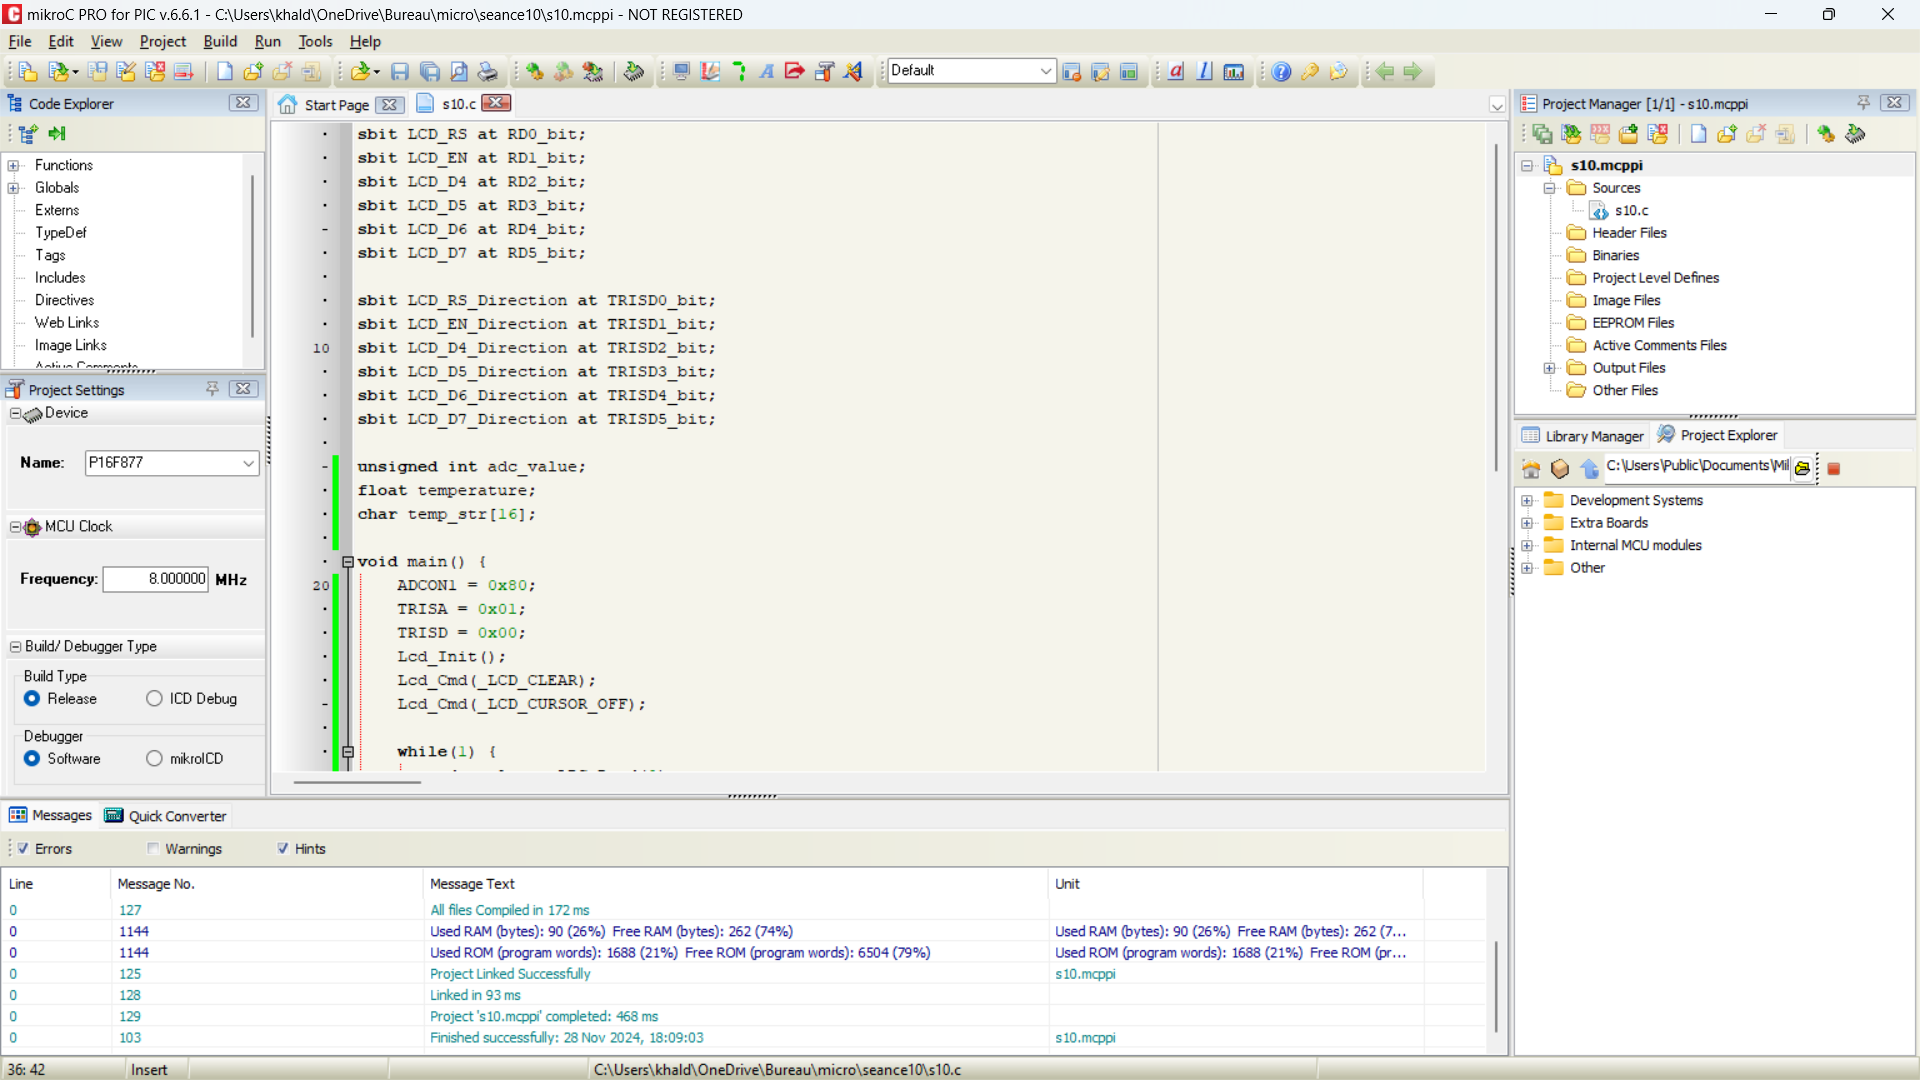 mikroC PRO for PIC v.6.6.1 - C:\Users\khald\OneDrive\Bureau\micro\seance10\s10.mcppi - NOT REGISTERED
File Edit View Project Build Run Tools Help
Default
Code Explorer
Functions
Globals
Externs
TypeDef
Tags
Includes
Directives
Web Links
Image Links
Project Settings
Device
Name: P16F877
MCU Clock
Frequency: 8.000000 MHz
Build/ Debugger Type
Build Type
Release ICD Debug
Debugger
Software mikroICD
Start Page s10.c
sbit LCD_RS at RD0_bit;
sbit LCD_EN at RD1_bit;
sbit LCD_D4 at RD2_bit;
sbit LCD_D5 at RD3_bit;
sbit LCD_D6 at RD4_bit;
sbit LCD_D7 at RD5_bit;
sbit LCD_RS_Direction at TRISD0_bit;
sbit LCD_EN_Direction at TRISD1_bit;
10 sbit LCD_D4_Direction at TRISD2_bit;
sbit LCD_D5_Direction at TRISD3_bit;
sbit LCD_D6_Direction at TRISD4_bit;
sbit LCD_D7_Direction at TRISD5_bit;
unsigned int adc_value;
float temperature;
char temp_str[16];
void main() {
20 ADCON1 = 0x80;
TRISA = 0x01;
TRISD = 0x00;
Lcd_Init();
Lcd_Cmd(_LCD_CLEAR);
Lcd_Cmd(_LCD_CURSOR_OFF);
while(1) {
Project Manager [1/1] - s10.mcppi
s10.mcppi
Sources
s10.c
Header Files
Binaries
Project Level Defines
Image Files
EEPROM Files
Active Comments Files
Output Files
Other Files
Library Manager Project Explorer
C:\Users\Public\Documents\Mil
Development Systems
Extra Boards
Internal MCU modules
Other
Messages Quick Converter
Errors Warnings Hints
Line Message No. Message Text Unit
0 127 All files Compiled in 172 ms
0 1144 Used RAM (bytes): 90 (26%) Free RAM (bytes): 262 (74%) Used RAM (bytes): 90 (26%) Free RAM (bytes): 262 (7...
0 1144 Used ROM (program words): 1688 (21%) Free ROM (program words): 6504 (79%) Used ROM (program words): 1688 (21%) Free ROM (pr...
0 125 Project Linked Successfully s10.mcppi
0 128 Linked in 93 ms
0 129 Project 's10.mcppi' completed: 468 ms
0 103 Finished successfully: 28 Nov 2024, 18:09:03 s10.mcppi
36: 42 Insert C:\Users\khald\OneDrive\Bureau\micro\seance10\s10.c